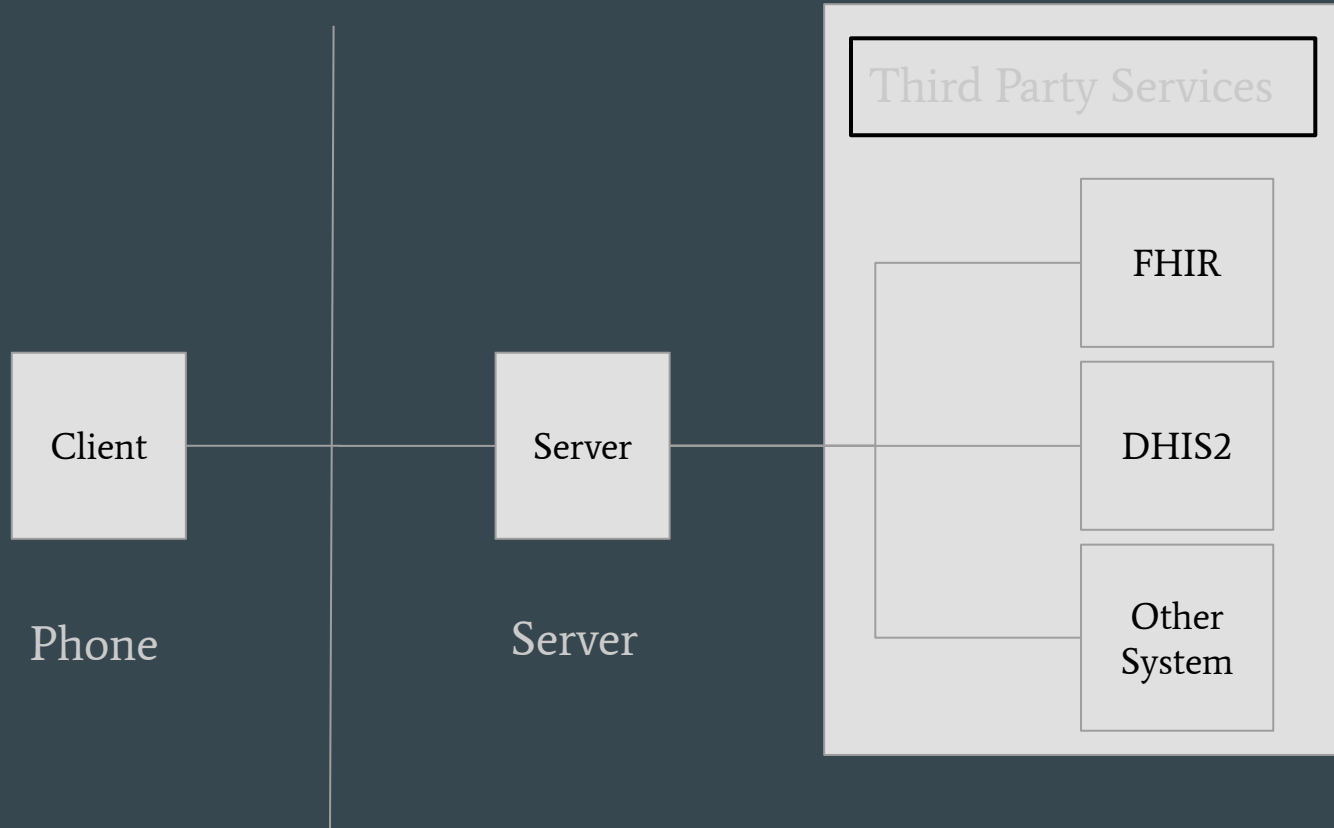 Third Party Services
FHIR
Client
Server
DHIS2
Other
System
Phone
Server